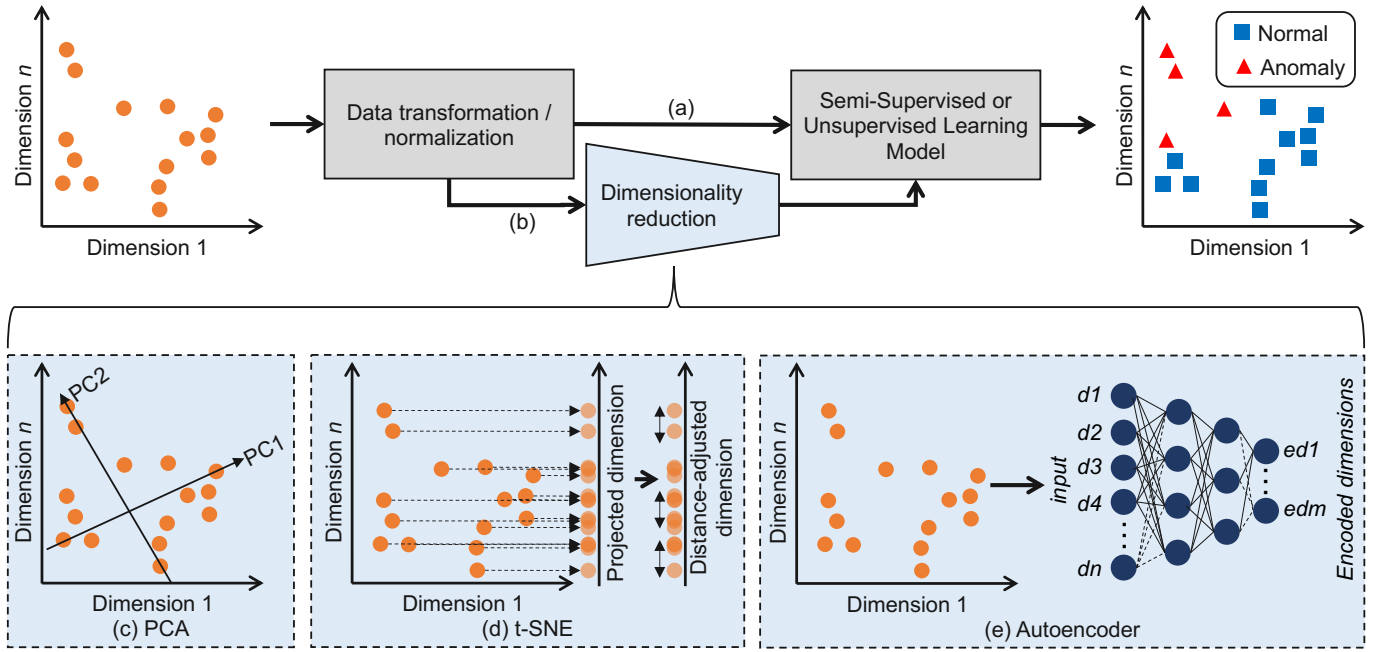 Dimension n
Dimension 1
Data transformation /
normalization
(a)
(b)
Dimensionality
reduction
Semi-Supervised or
Unsupervised Learning
Model
Normal
Anomaly
Dimension n
Dimension 1
Dimension n
PC2
PC1
Dimension 1
(c) PCA
Dimension n
Dimension 1
Projected dimension
Distance-adjusted
dimension
(d) t-SNE
Dimension n
Dimension 1
input
d1
d2
d3
d4
dn
ed1
edm
Encoded dimensions
(e) Autoencoder